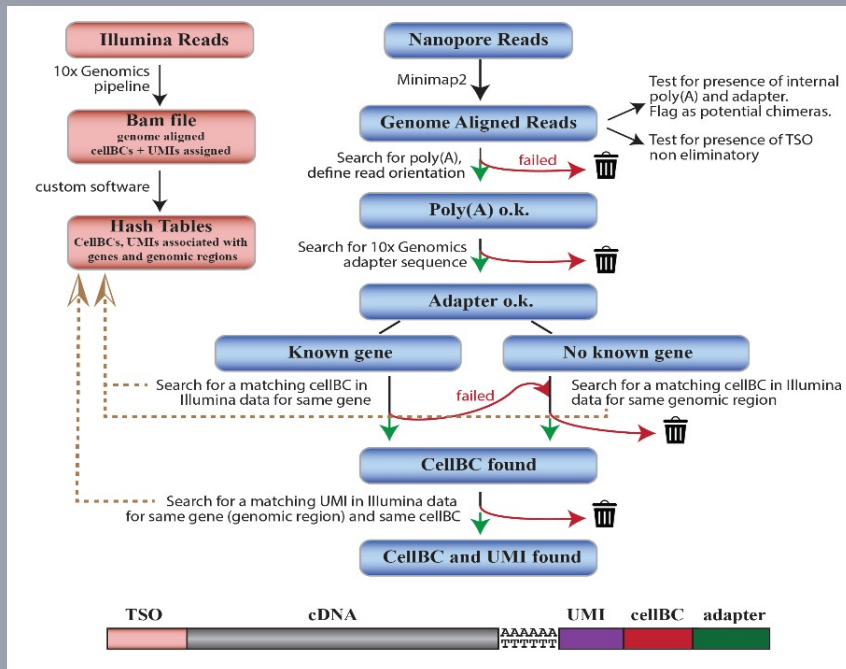 Illumina Reads
10x Genomics
pipeline
Bam file
genome aligned
cellBCs + UMIs assigned
custom software
Hash Tables
CellBCs, UMIs associated with
genes and genomic regions
Nanopore Reads
Minimap2
Genome Aligned Reads
Test for presence of internal
poly(A) and adapter.
Flag as potential chimeras.
Test for presence of TSO
non eliminatory
Search for poly(A),
define read orientation
failed
Poly(A) o.k.
Search for 10x Genomics
adapter sequence
Adapter o.k.
Known gene
No known gene
Search for a matching cellBC in
Illumina data for same gene
failed
Search for a matching cellBC in Illumina
data for same genomic region
CellBC found
Search for a matching UMI in Illumina data
for same gene (genomic region) and same cellBC
CellBC and UMI found
TSO cDNA UMI cellBC adapter
AAAAAA
TTTTTT